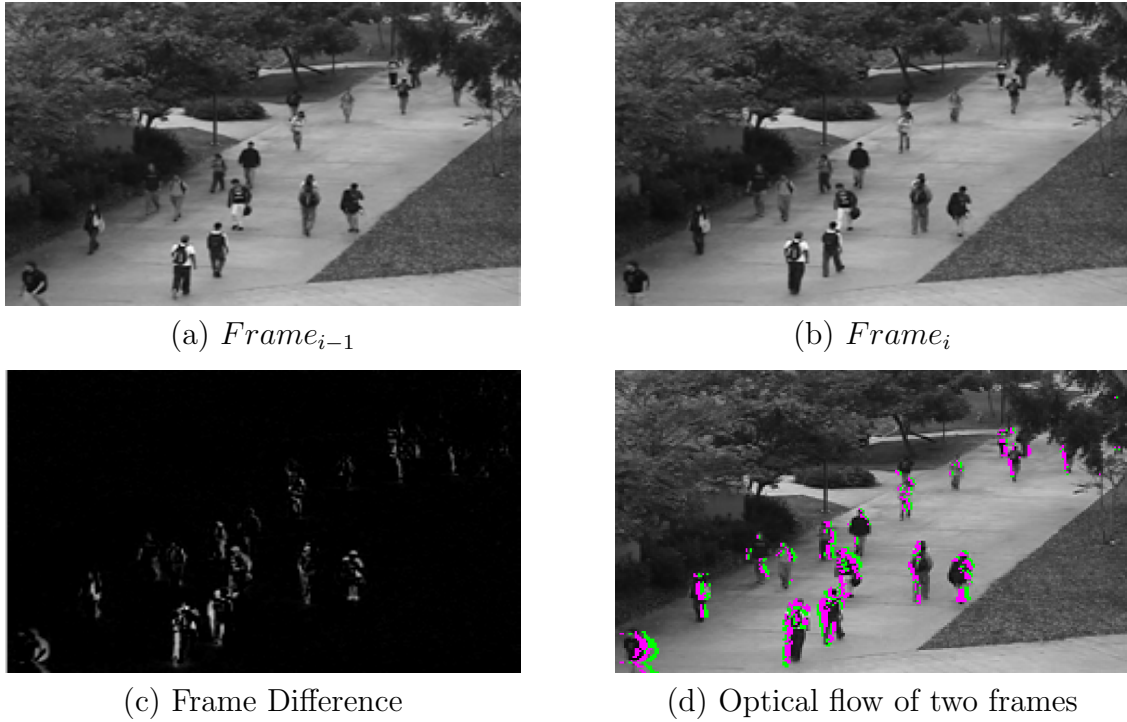 (a) Frame_{i−1}
(b) Frame_i
(c) Frame Difference
(d) Optical flow of two frames